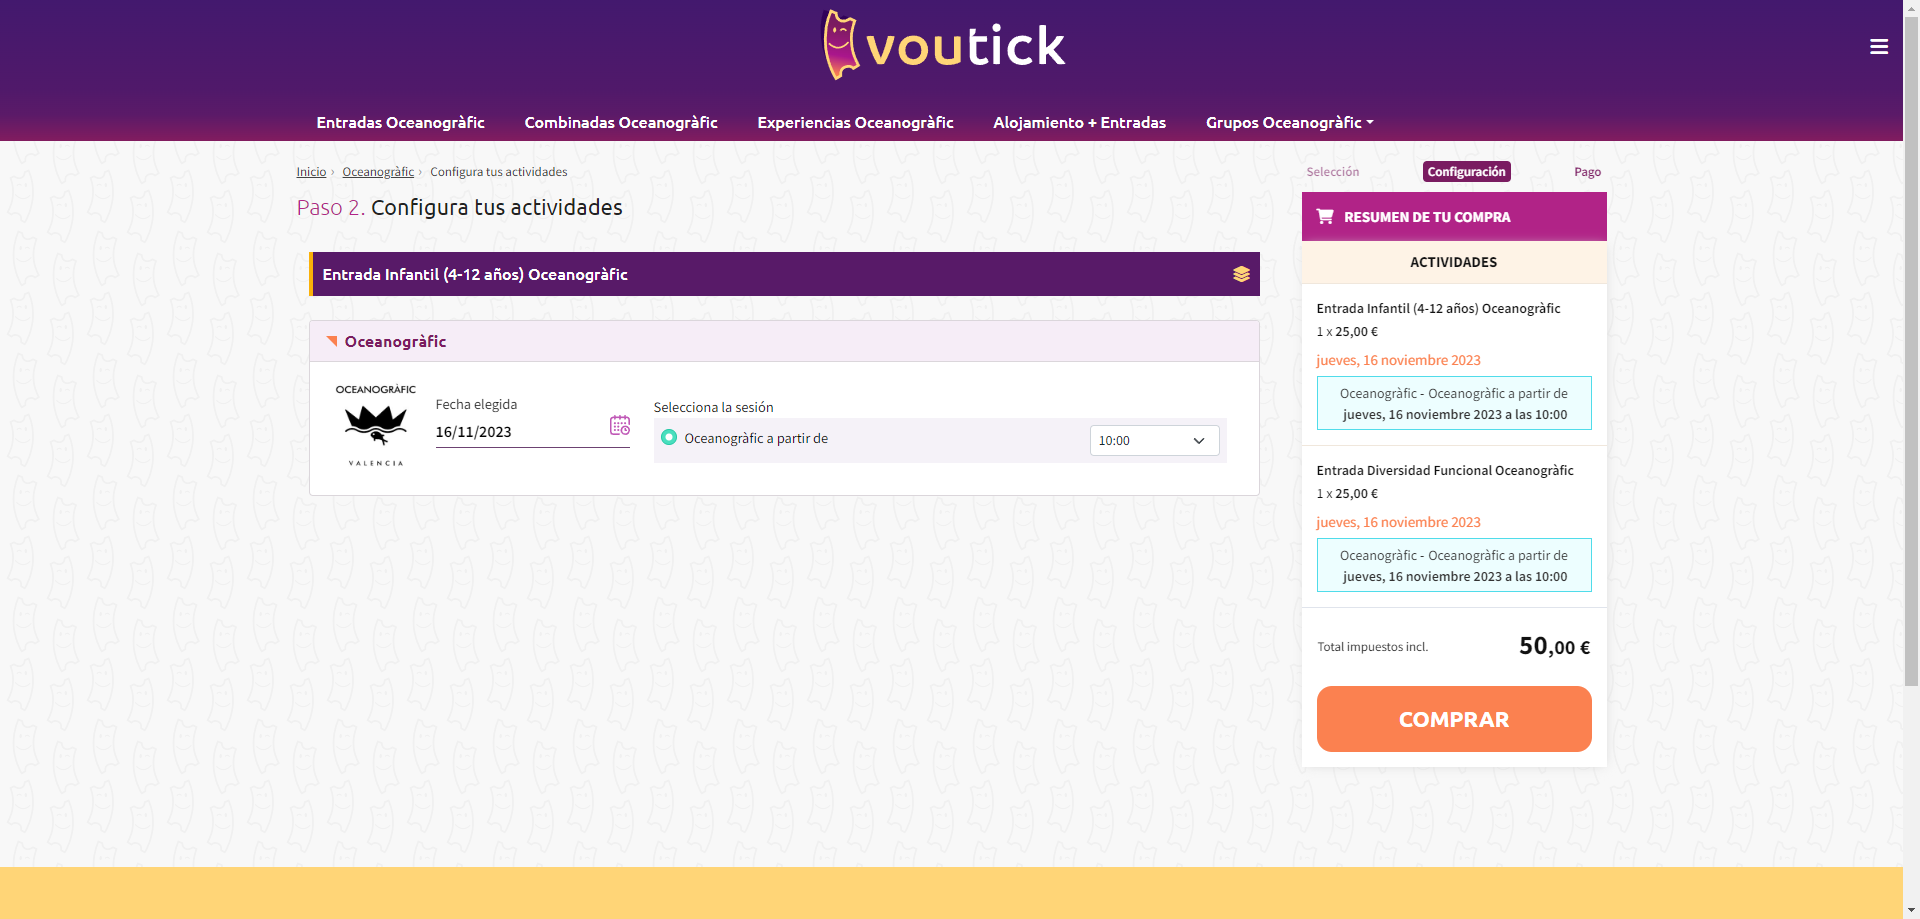 voutick
Entradas Oceanogràfic
Combinadas Oceanogràfic
Experiencias Oceanogràfic
Alojamiento + Entradas
Grupos Oceanogràfic
Inicio › Oceanogràfic › Configura tus actividades
Paso 2. Configura tus actividades
Entrada Infantil (4-12 años) Oceanogràfic
Oceanogràfic
OCEANOGRÀFIC
VALENCIA
Fecha elegida
16/11/2023
Selecciona la sesión
Oceanogràfic a partir de
10:00
Selección
Configuración
Pago
RESUMEN DE TU COMPRA
ACTIVIDADES
Entrada Infantil (4-12 años) Oceanogràfic
1 x 25,00 €
jueves, 16 noviembre 2023
Oceanogràfic - Oceanogràfic a partir de
jueves, 16 noviembre 2023 a las 10:00
Entrada Diversidad Funcional Oceanogràfic
1 x 25,00 €
jueves, 16 noviembre 2023
Oceanogràfic - Oceanogràfic a partir de
jueves, 16 noviembre 2023 a las 10:00
Total impuestos incl.
50,00 €
COMPRAR